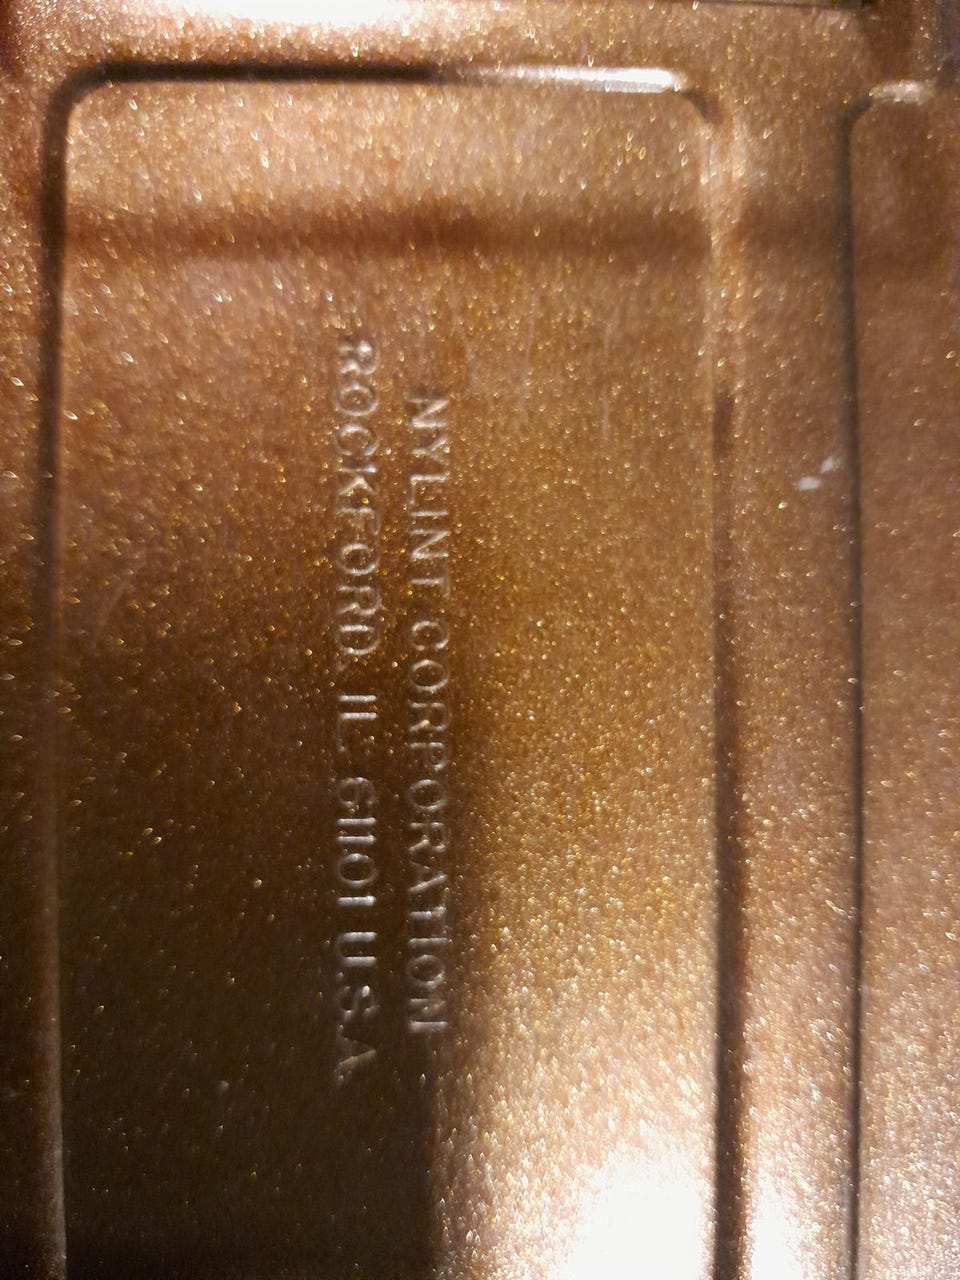 NYLINT CORPORATION
ROCKFORD. IL. 61101 U.S.A